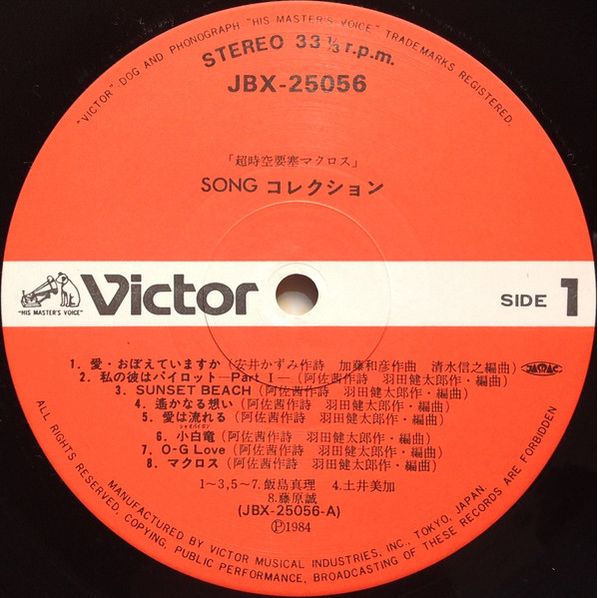 "VICTOR" DOG AND PHONOGRAPH "HIS MASTER'S VOICE" TRADEMARKS REGISTERED.
STEREO 33 1/3 r.p.m.
JBX-25056
「超時空要塞マクロス」
SONG コレクション
"HIS MASTER'S VOICE"
Victor
SIDE 1
1. 愛・おぼえていますか (安井かずみ作詩 加藤和彦作曲 清水信之編曲)
JASRAC
2. 私の彼はパイロット—Part 1— (阿佐茜作詩 羽田健太郎作・編曲)
3. SUNSET BEACH (阿佐茜作詩 羽田健太郎作・編曲)
4. 遙かなる想い (阿佐茜作詩 羽田健太郎作・編曲)
5. 愛は流れる (阿佐茜作詩 羽田健太郎作・編曲)
シャオパイロン
6. 小白竜 (阿佐茜作詩 羽田健太郎作・編曲)
7. O-G Love (阿佐茜作詩 羽田健太郎作・編曲)
8. マクロス (阿佐茜作詩 羽田健太郎作・編曲)
1~3,5~7.飯島真理 4.土井美加
8.藤原誠
(JBX-25056-A)
Ⓟ1984
ALL RIGHTS RESERVED. COPYING, PUBLIC PERFORMANCE, BROADCASTING OF THESE RECORDS ARE FORBIDDEN
MANUFACTURED BY VICTOR MUSICAL INDUSTRIES, INC., TOKYO, JAPAN.